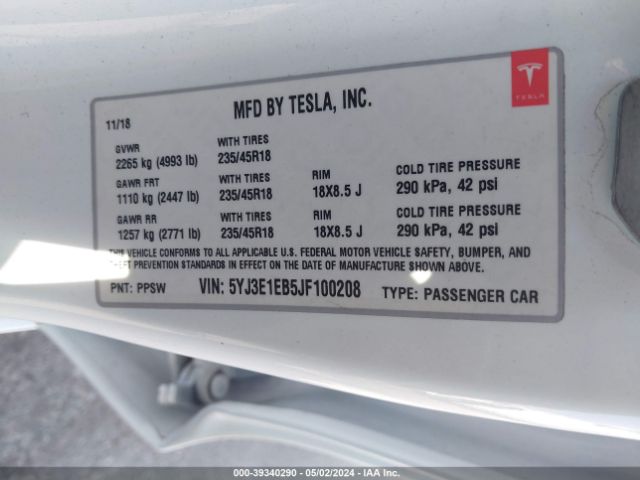 MFD BY TESLA, INC.
TESLA
11/18
GVWR WITH TIRES
2265 kg (4993 lb) 235/45R18
GAWR FRT WITH TIRES RIM COLD TIRE PRESSURE
1110 kg (2447 lb) 235/45R18 18X8.5 J 290 kPa, 42 psi
GAWR RR WITH TIRES RIM COLD TIRE PRESSURE
1257 kg (2771 lb) 235/45R18 18X8.5 J 290 kPa, 42 psi
THIS VEHICLE CONFORMS TO ALL APPLICABLE U.S. FEDERAL MOTOR VEHICLE SAFETY, BUMPER, AND
THEFT PREVENTION STANDARDS IN EFFECT ON THE DATE OF MANUFACTURE SHOWN ABOVE.
PNT: PPSW VIN: 5YJ3E1EB5JF100208 TYPE: PASSENGER CAR
000-39340290 - 05/02/2024 - IAA Inc.